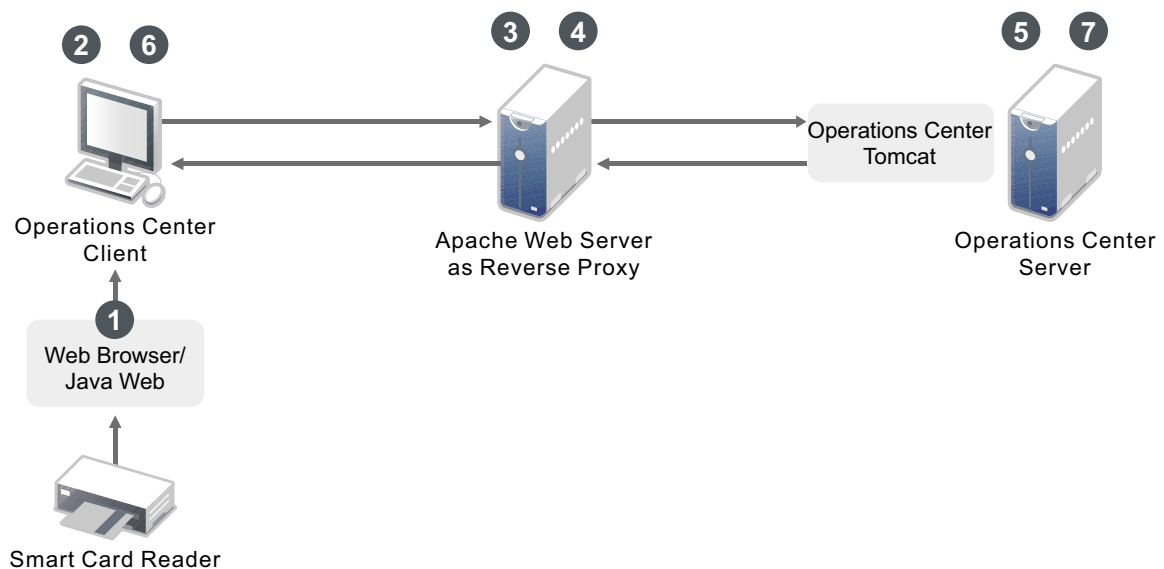 2 6
3 4
5 7
Operations Center
Tomcat
Operations Center
Client
Apache Web Server
as Reverse Proxy
Operations Center
Server
1
Web Browser/
Java Web
Smart Card Reader